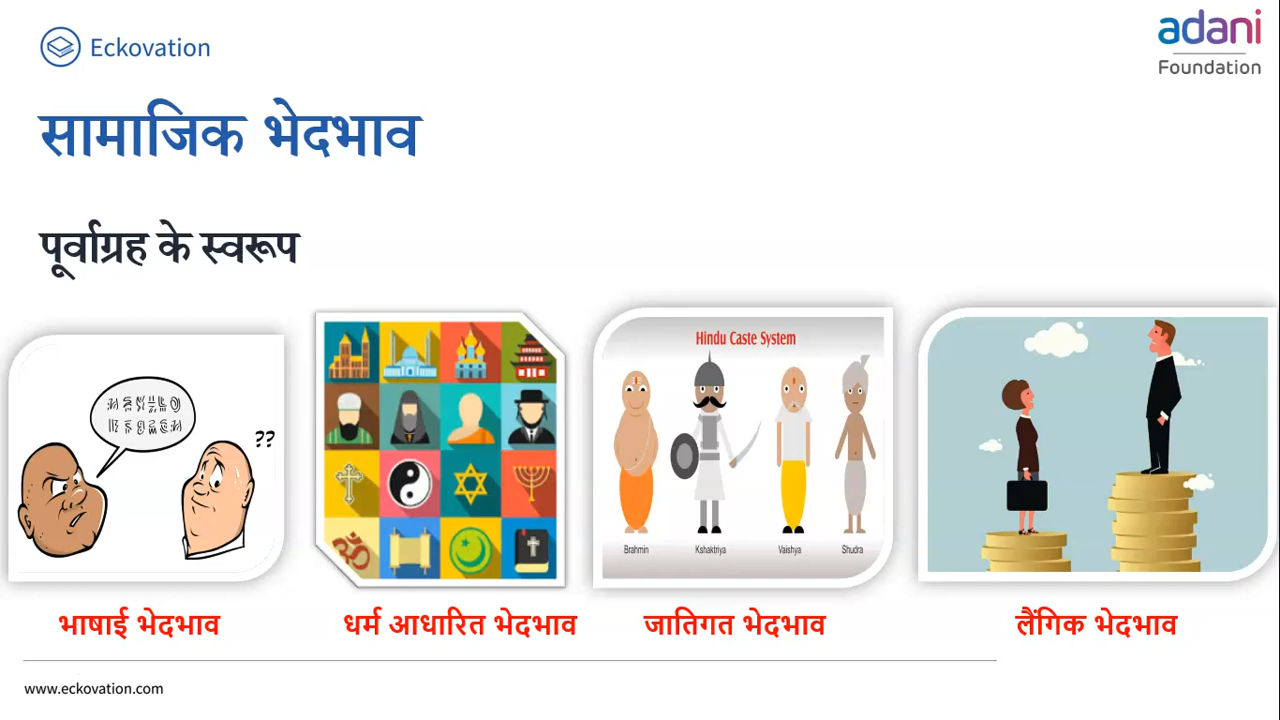 Eckovation
adani
Foundation
सामाजिक भेदभाव
पूर्वाग्रह के स्वरूप
??
Hindu Caste System
Brahmin Kshaktriya Vaishya Shudra
भाषाई भेदभाव धर्म आधारित भेदभाव जातिगत भेदभाव लैंगिक भेदभाव
www.eckovation.com